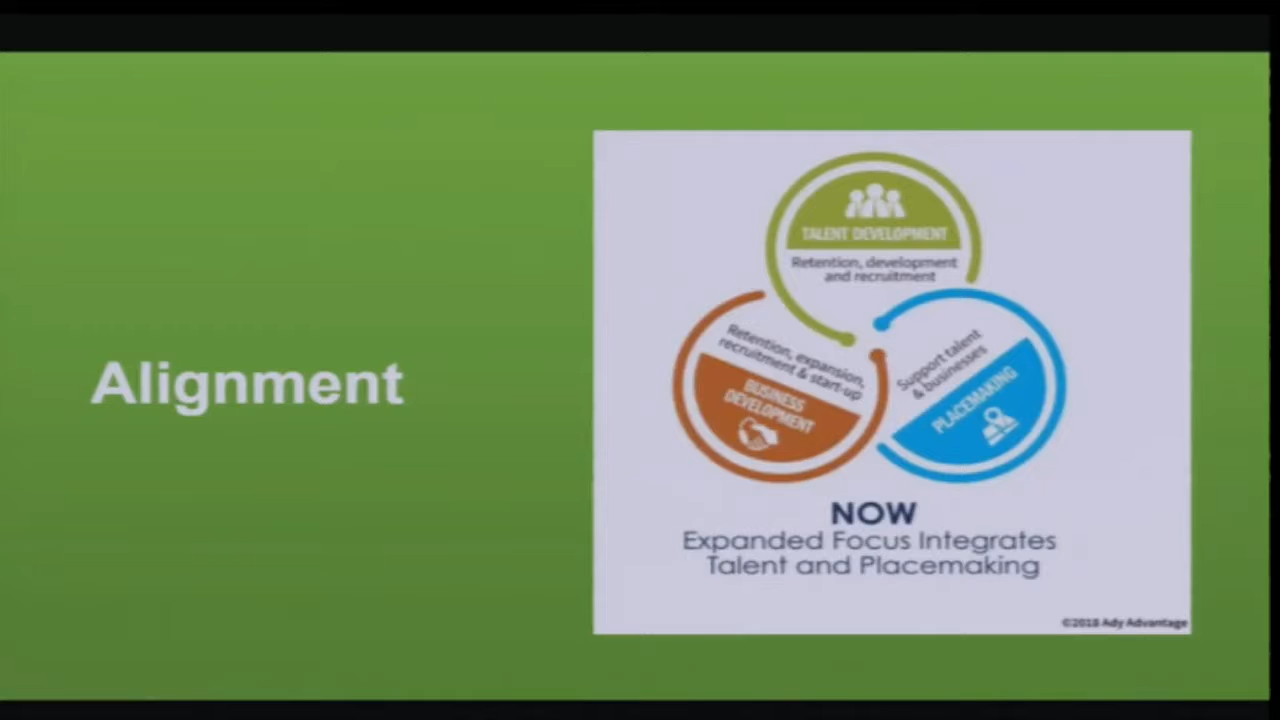 Alignment
TALENT DEVELOPMENT
Retention, development
and recruitment
Retention, expansion,
recruitment & start-up
BUSINESS
DEVELOPMENT
Support talent
& businesses
PLACEMAKING
NOW
Expanded Focus Integrates
Talent and Placemaking
©2018 Ady Advantage